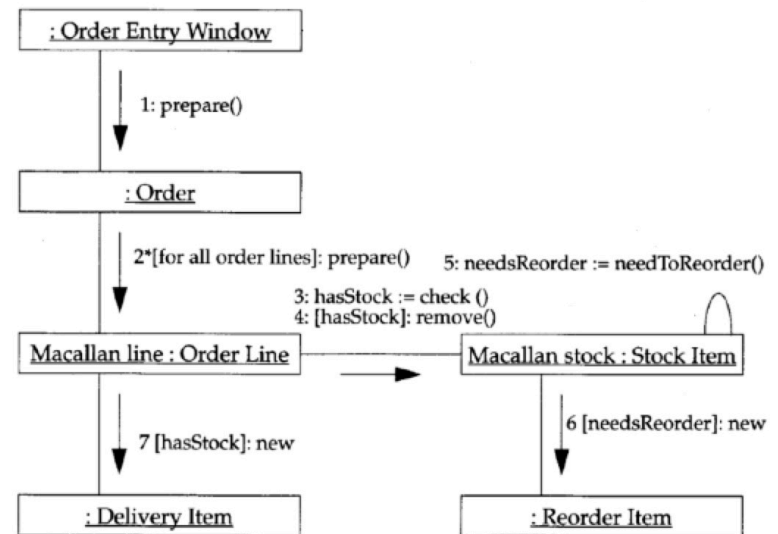 : Order Entry Window
1: prepare()
: Order
2*[for all order lines]: prepare()
5: needsReorder := needToReorder()
3: hasStock := check ()
4: [hasStock]: remove()
Macallan line : Order Line
Macallan stock : Stock Item
7 [hasStock]: new
6 [needsReorder]: new
: Delivery Item
: Reorder Item